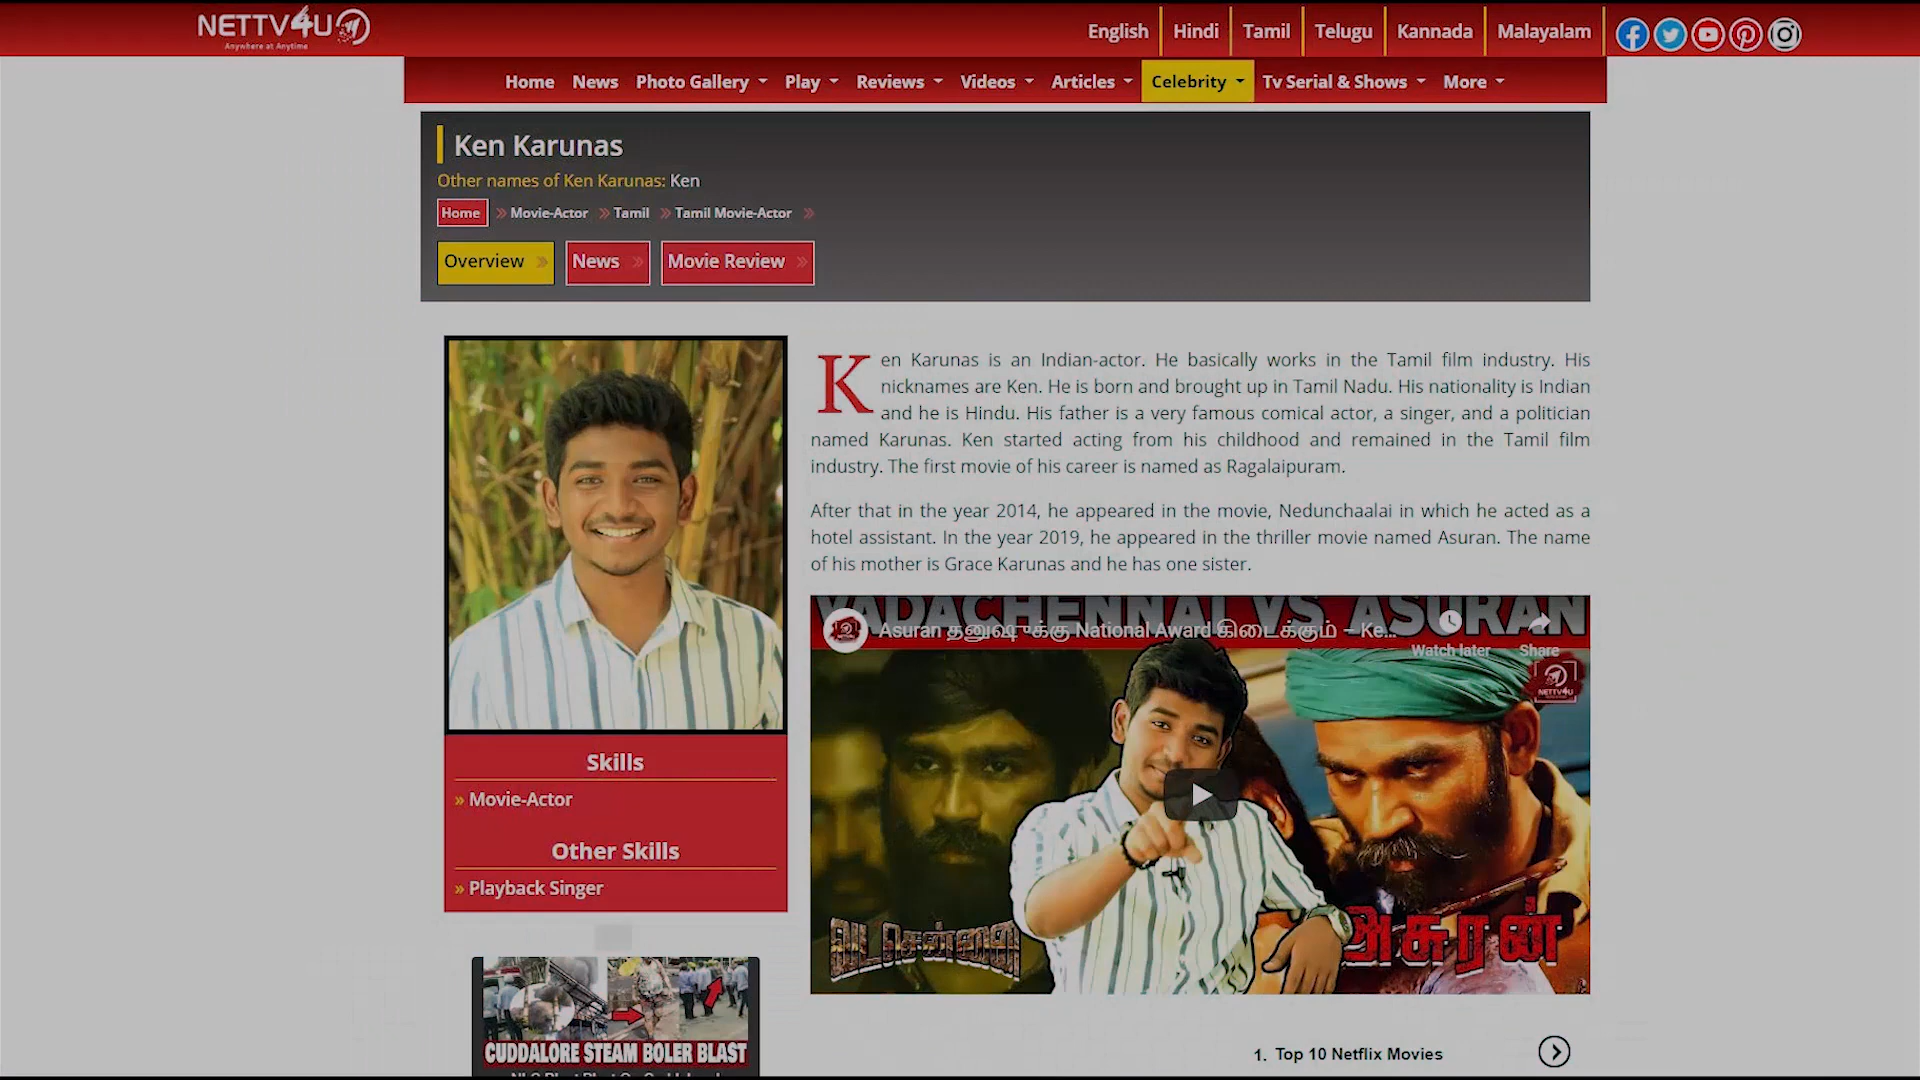 NETTV4U
Anywhere at Anytime
English Hindi Tamil Telugu Kannada Malayalam
Home News Photo Gallery Play Reviews Videos Articles Celebrity Tv Serial & Shows More
Ken Karunas
Other names of Ken Karunas: Ken
Home » Movie-Actor » Tamil » Tamil Movie-Actor »
Overview » News » Movie Review »
Ken Karunas is an Indian-actor. He basically works in the Tamil film industry. His
nicknames are Ken. He is born and brought up in Tamil Nadu. His nationality is Indian
and he is Hindu. His father is a very famous comical actor, a singer, and a politician
named Karunas. Ken started acting from his childhood and remained in the Tamil film
industry. The first movie of his career is named as Ragalaipuram.
After that in the year 2014, he appeared in the movie, Nedunchaalai in which he acted as a
hotel assistant. In the year 2019, he appeared in the thriller movie named Asuran. The name
of his mother is Grace Karunas and he has one sister.
VADACHENNAI VS ASURAN
Asuran தனுஷுக்கு National Award கிடைக்கும் – Ke...
Watch later Share
NETTV4U
வடசென்னை
அசுரன்
Skills
» Movie-Actor
Other Skills
» Playback Singer
CUDDALORE STEAM BOLER BLAST
1. Top 10 Netflix Movies